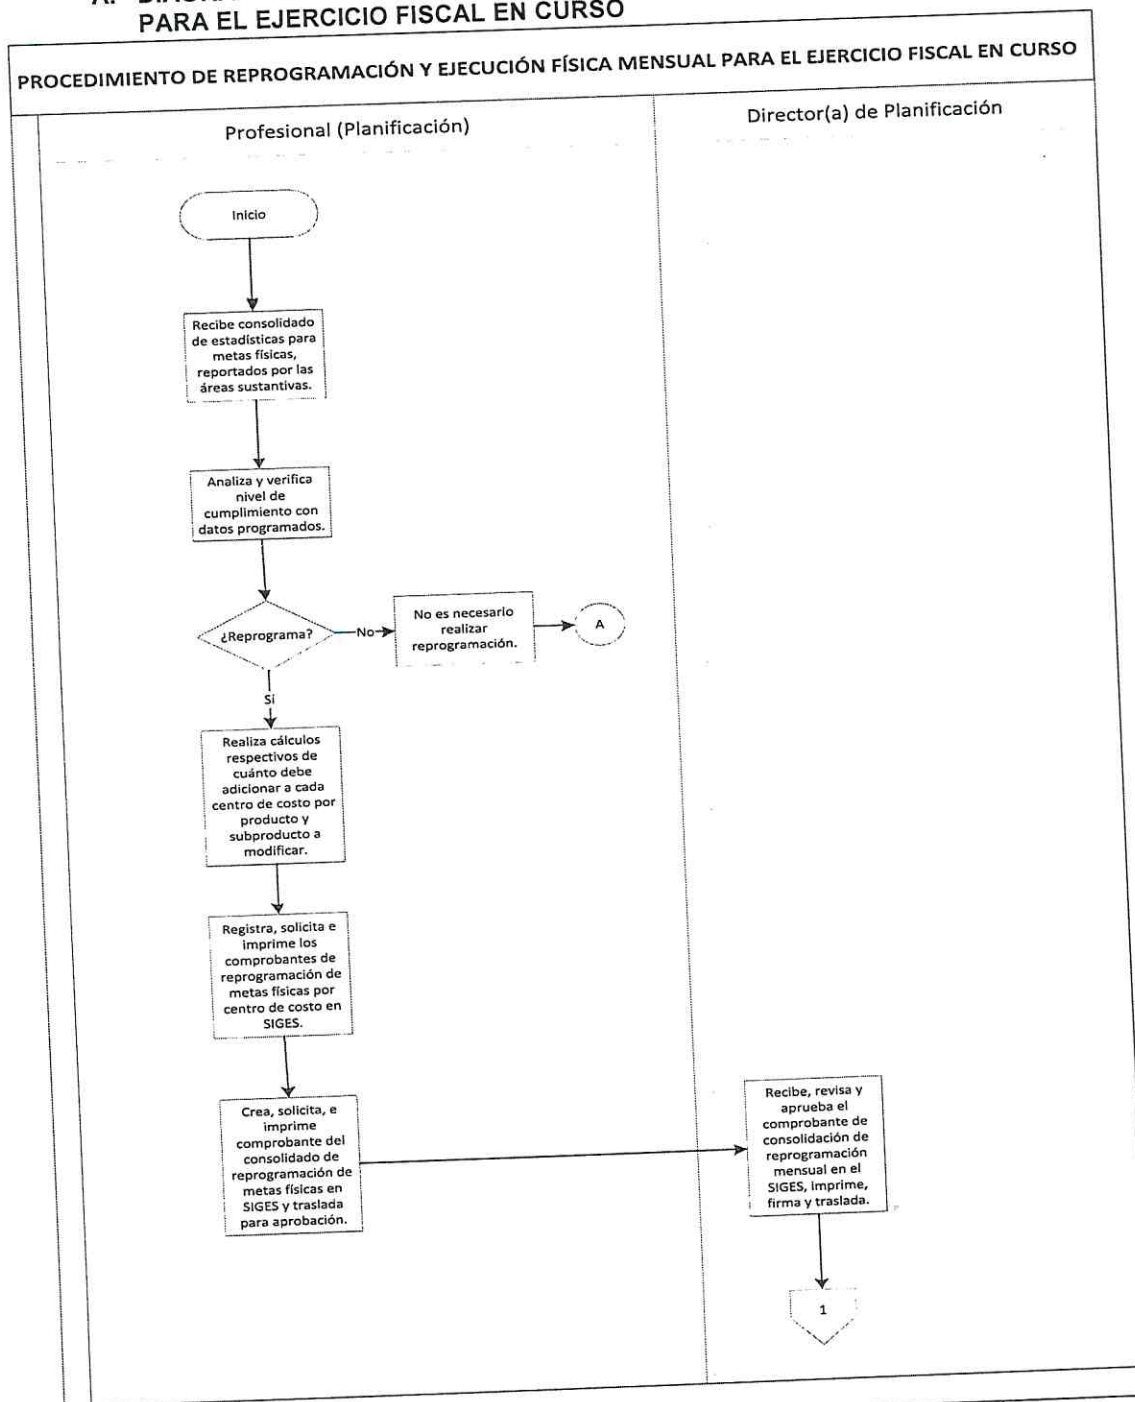 PARA EL EJERCICIO FISCAL EN CURSO
PROCEDIMIENTO DE REPROGRAMACIÓN Y EJECUCIÓN FÍSICA MENSUAL PARA EL EJERCICIO FISCAL EN CURSO
Profesional (Planificación)
Director(a) de Planificación
Inicio
Recibe consolidado
de estadísticas para
metas físicas,
reportados por las
áreas sustantivas.
Analiza y verifica
nivel de
cumplimiento con
datos programados.
¿Reprograma?
No
No es necesario
realizar
reprogramación.
A
Sí
Realiza cálculos
respectivos de
cuánto debe
adicionar a cada
centro de costo por
producto y
subproducto a
modificar.
Registra, solicita e
imprime los
comprobantes de
reprogramación de
metas físicas por
centro de costo en
SIGES.
Crea, solicita, e
imprime
comprobante del
consolidado de
reprogramación de
metas físicas en
SIGES y traslada
para aprobación.
Recibe, revisa y
aprueba el
comprobante de
consolidación de
reprogramación
mensual en el
SIGES, imprime,
firma y traslada.
1